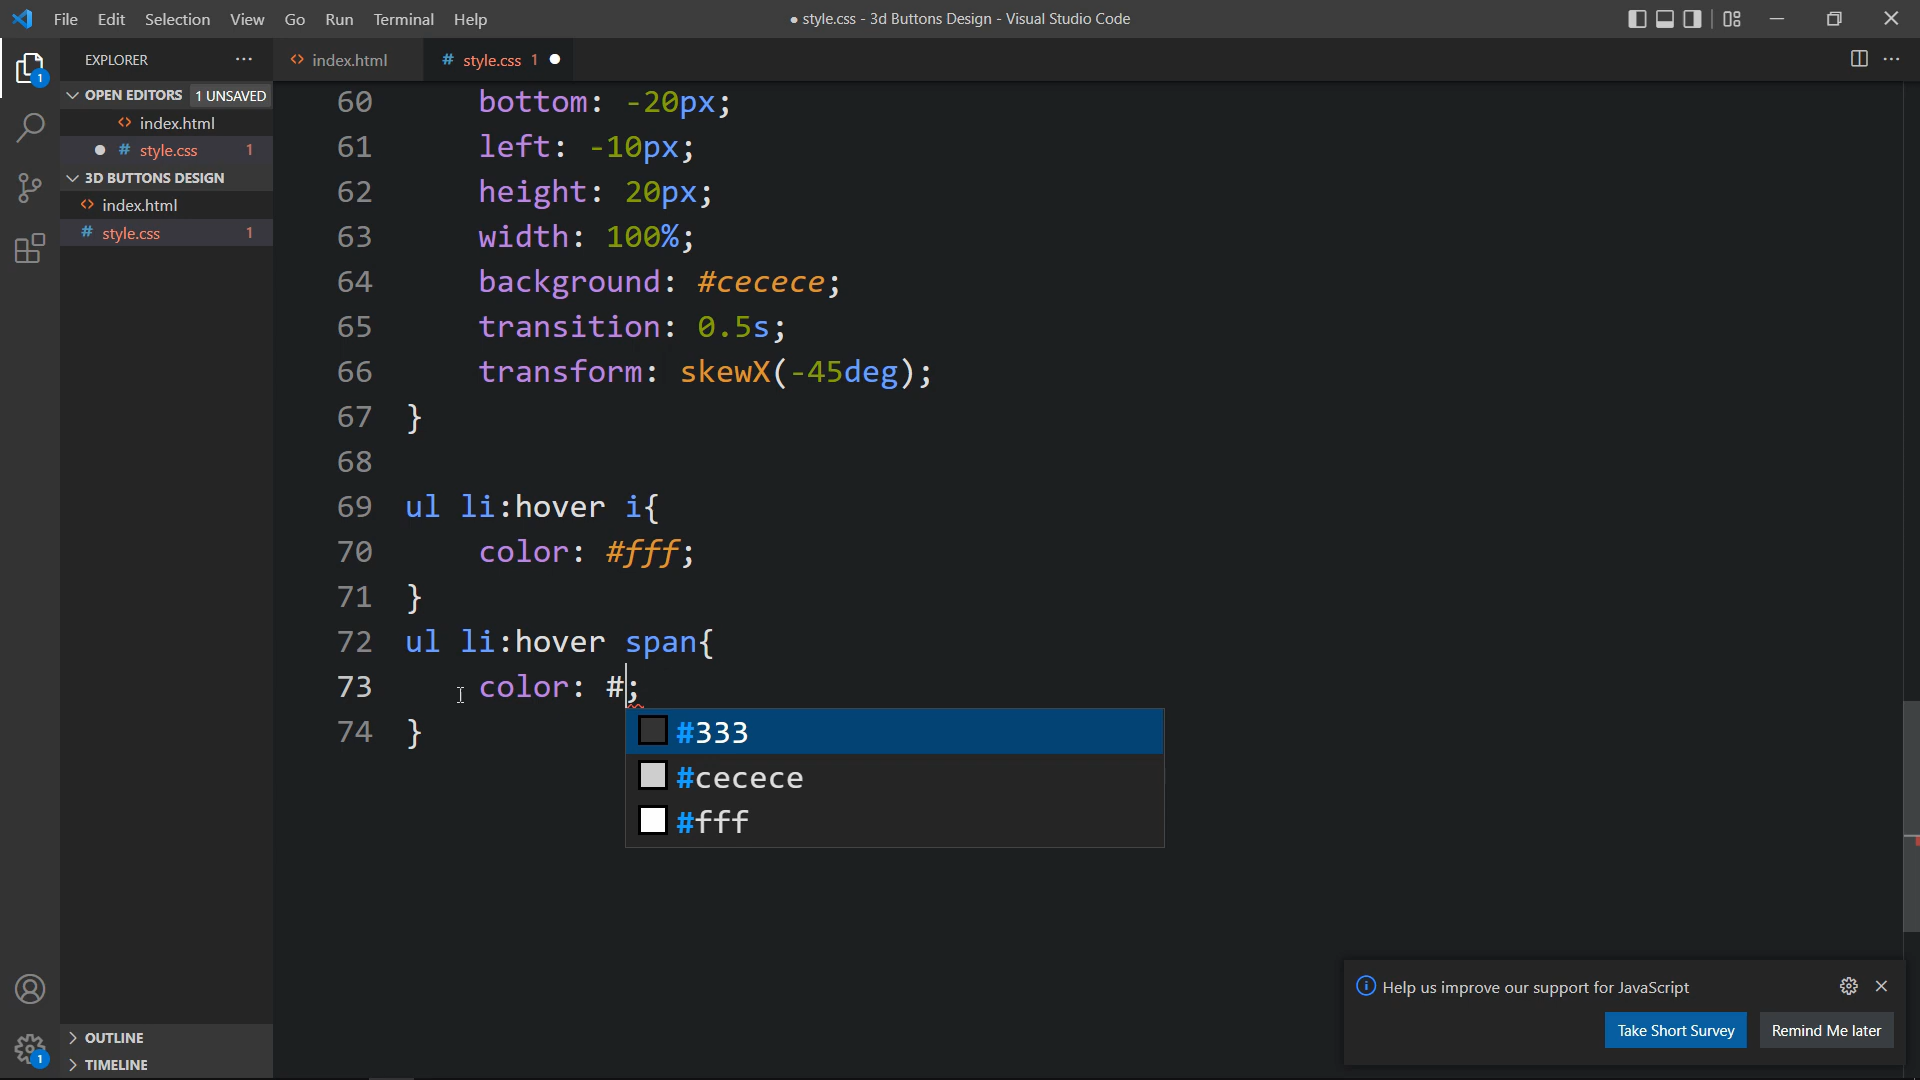 File Edit Selection View Go Run Terminal Help
● style.css - 3d Buttons Design - Visual Studio Code
EXPLORER
index.html
# style.css 1
OPEN EDITORS 1 UNSAVED
index.html
# style.css 1
3D BUTTONS DESIGN
index.html
# style.css 1
60 bottom: -20px;
61 left: -10px;
62 height: 20px;
63 width: 100%;
64 background: #cecece;
65 transition: 0.5s;
66 transform: skewX(-45deg);
67 }
68
69 ul li:hover i{
70 color: #fff;
71 }
72 ul li:hover span{
73 color: #;
74 }
#333
#cecece
#fff
1
1
OUTLINE
TIMELINE
Help us improve our support for JavaScript
Take Short Survey
Remind Me later